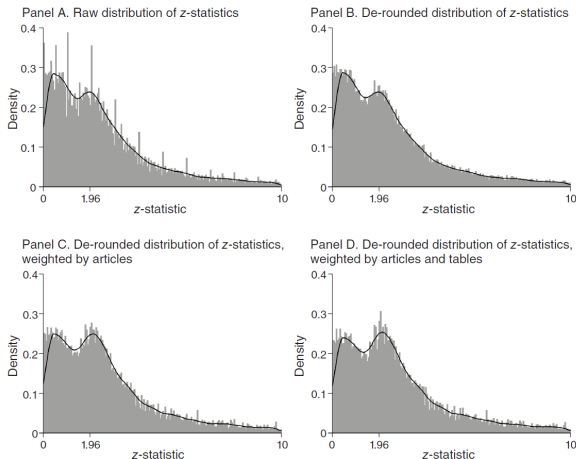 Panel A. Raw distribution of z-statistics
0.4
0.3
0.2
0.1
0
Density
0
1.96
10
z-statistic
Panel B. De-rounded distribution of z-statistics
0.4
0.3
0.2
0.1
0
Density
0
1.96
10
z-statistic
Panel C. De-rounded distribution of z-statistics,
weighted by articles
0.4
0.3
0.2
0.1
0
Density
0
1.96
10
z-statistic
Panel D. De-rounded distribution of z-statistics,
weighted by articles and tables
0.4
0.3
0.2
0.1
0
Density
0
1.96
10
z-statistic